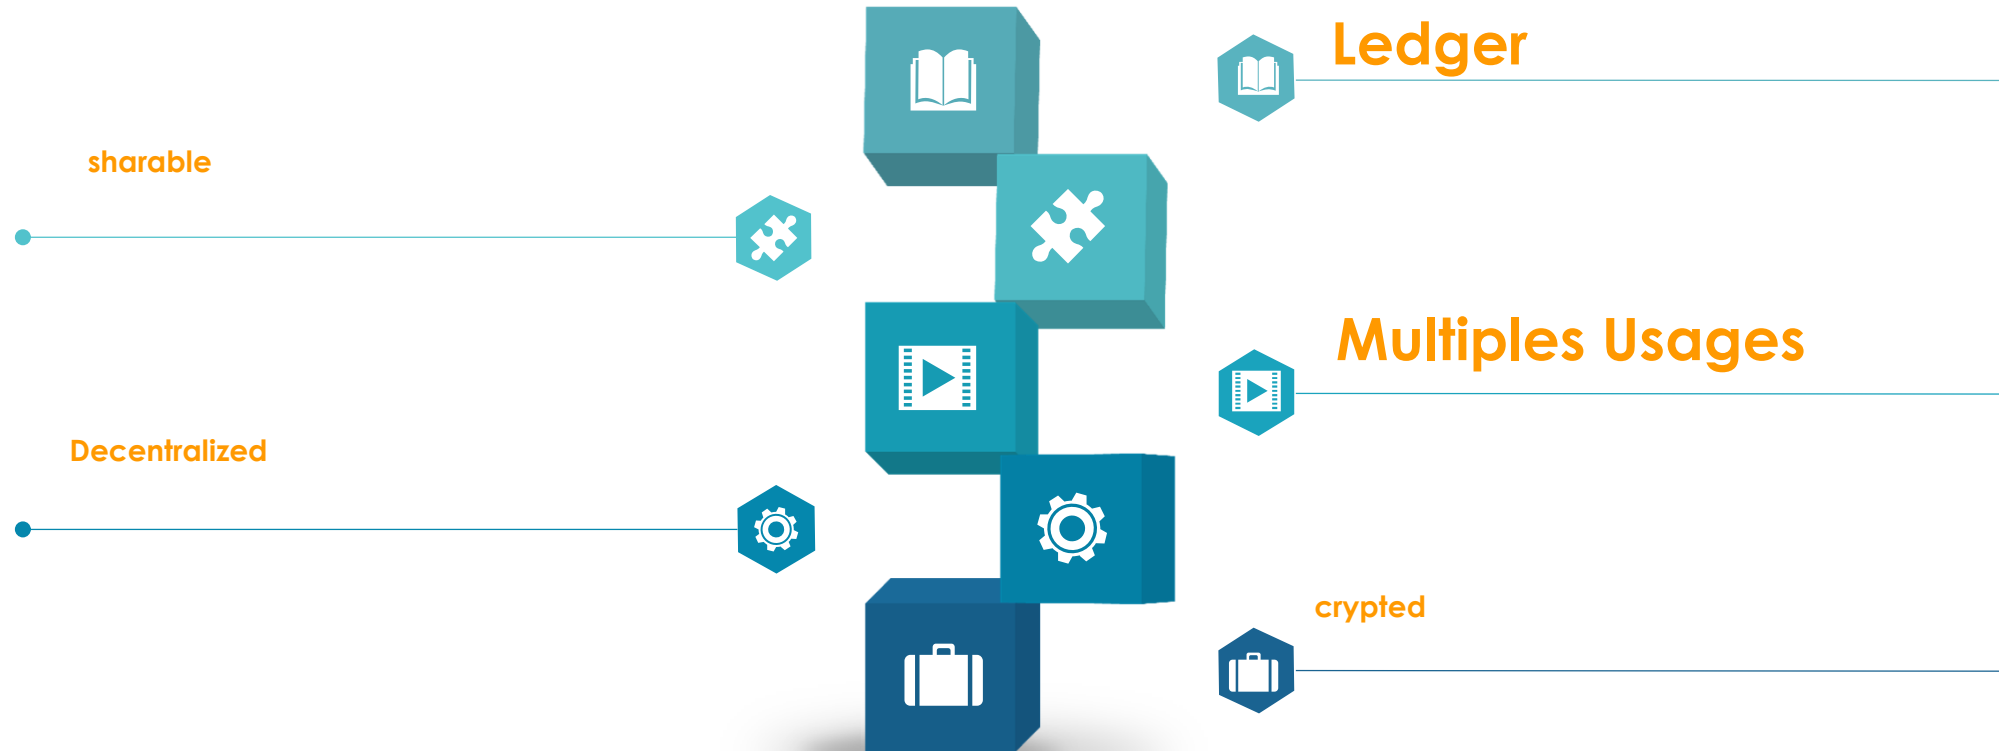 Ledger
sharable
Multiples Usages
Decentralized
crypted